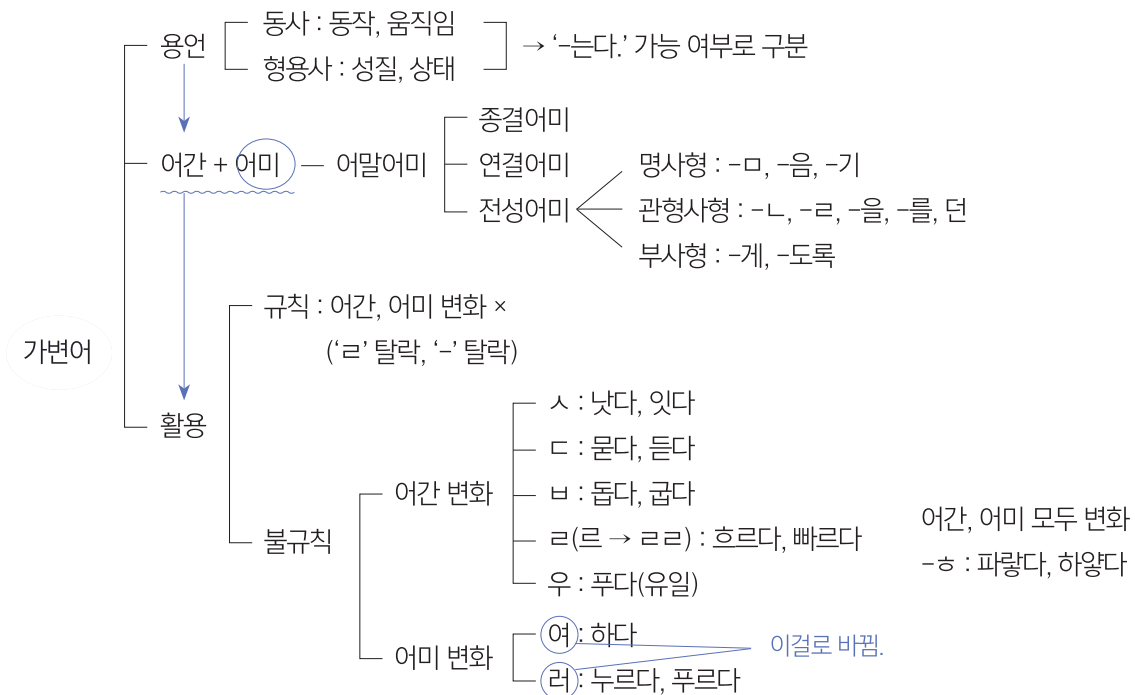 용언
동사 : 동작, 움직임
형용사 : 성질, 상태
→ ‘-는다.’ 가능 여부로 구분
어간 + 어미
어말어미
종결어미
연결어미
전성어미
명사형 : -ㅁ, -음, -기
관형사형 : -ㄴ, -ㄹ, -을, -를, 던
부사형 : -게, -도록
가변어
활용
규칙 : 어간, 어미 변화 ×
(‘ㄹ’ 탈락, ‘ㅡ’ 탈락)
불규칙
어간 변화
ㅅ : 낫다, 잇다
ㄷ : 묻다, 듣다
ㅂ : 돕다, 굽다
ㄹ(르 → ㄹㄹ) : 흐르다, 빠르다
우 : 푸다(유일)
어미 변화
여 : 하다
러 : 누르다, 푸르다
이걸로 바뀜.
어간, 어미 모두 변화
-ㅎ : 파랗다, 하얗다